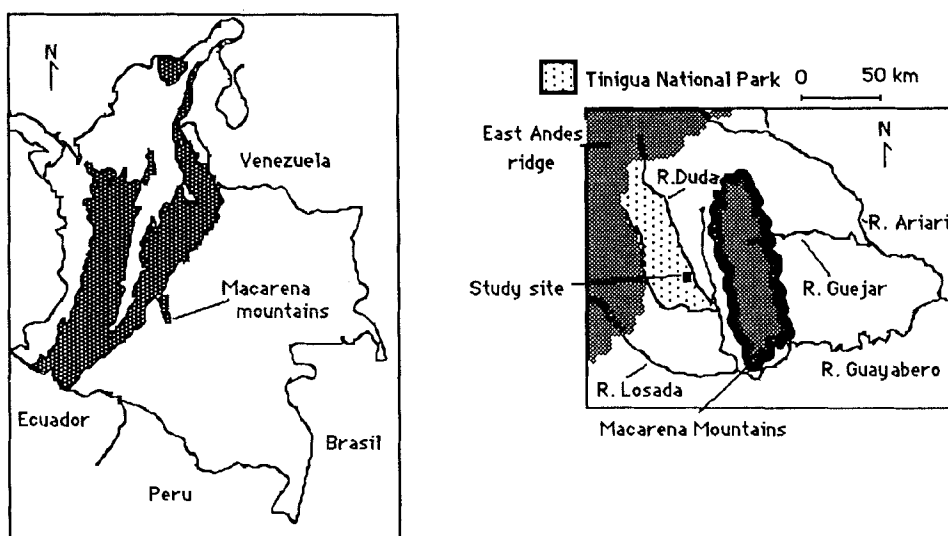 N
Venezuela
Macarena
mountains
Ecuador
Brasil
Peru
Tinigua National Park
0 50 km
East Andes
ridge
N
R.Duda
R. Ariari
Study site
R. Guejar
R. Losada
R. Guayabero
Macarena Mountains